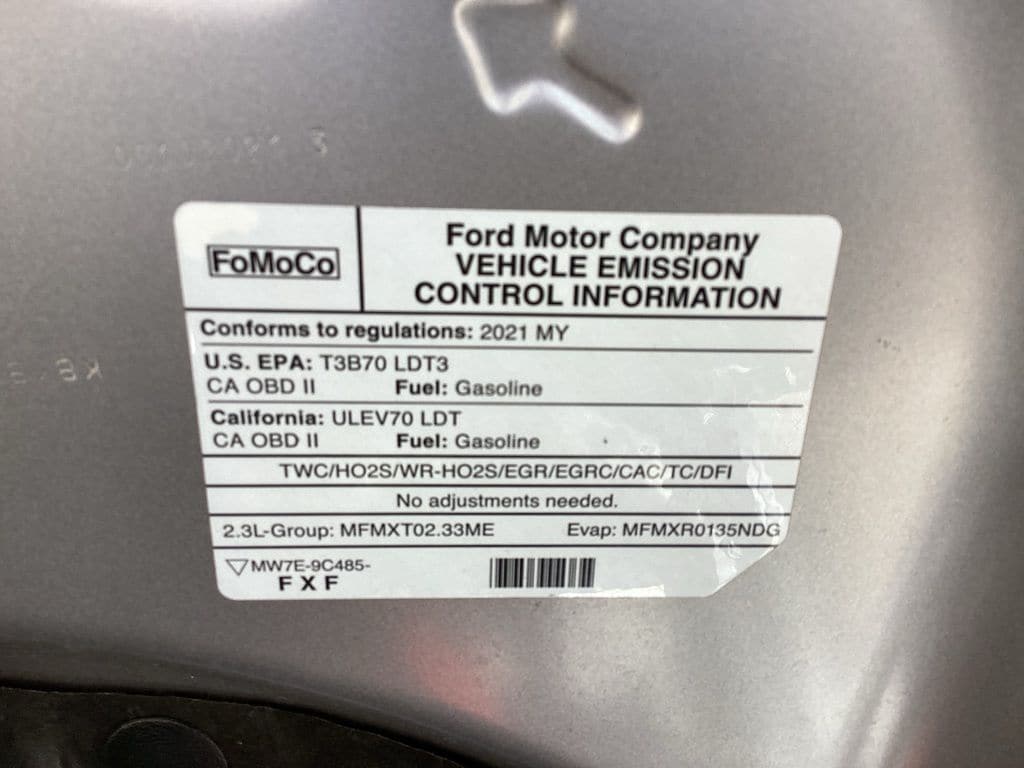 FoMoCo
Ford Motor Company
VEHICLE EMISSION
CONTROL INFORMATION
Conforms to regulations: 2021 MY
U.S. EPA: T3B70 LDT3
CA OBD II Fuel: Gasoline
California: ULEV70 LDT
CA OBD II Fuel: Gasoline
TWC/HO2S/WR-HO2S/EGR/EGRC/CAC/TC/DFI
No adjustments needed.
2.3L-Group: MFMXT02.33ME Evap: MFMXR0135NDG
MW7E-9C485-
FXF